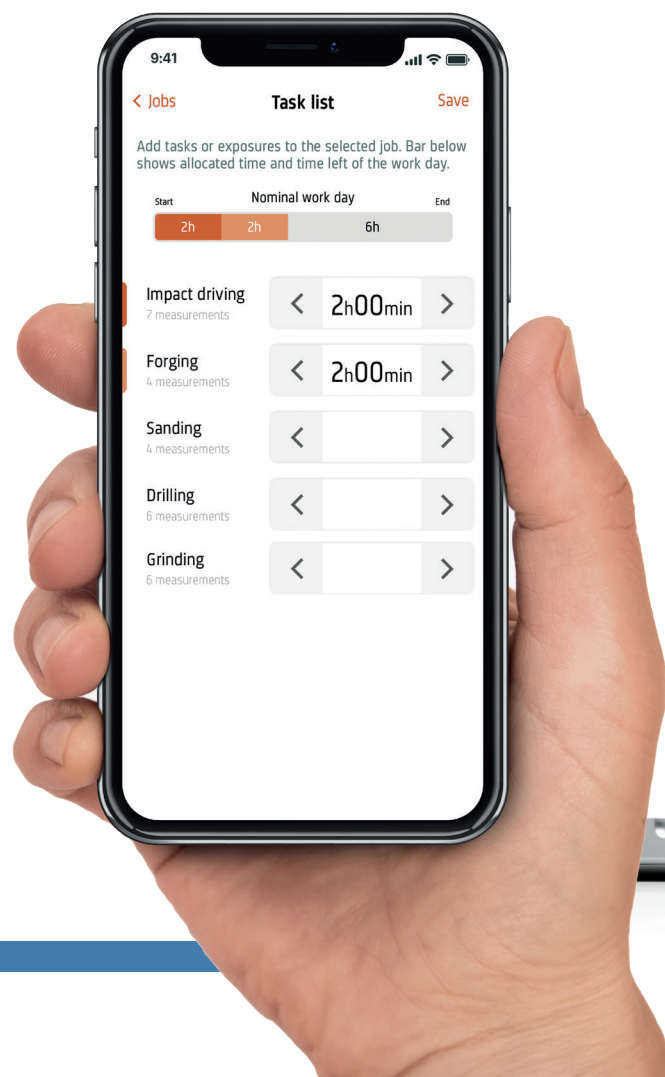 9:41
Jobs
Task list
Save
Add tasks or exposures to the selected job. Bar below
shows allocated time and time left of the work day.
Start
Nominal work day
End
2h
2h
6h
Impact driving
7 measurements
2h00min
Forging
4 measurements
2h00min
Sanding
4 measurements
Drilling
6 measurements
Grinding
6 measurements